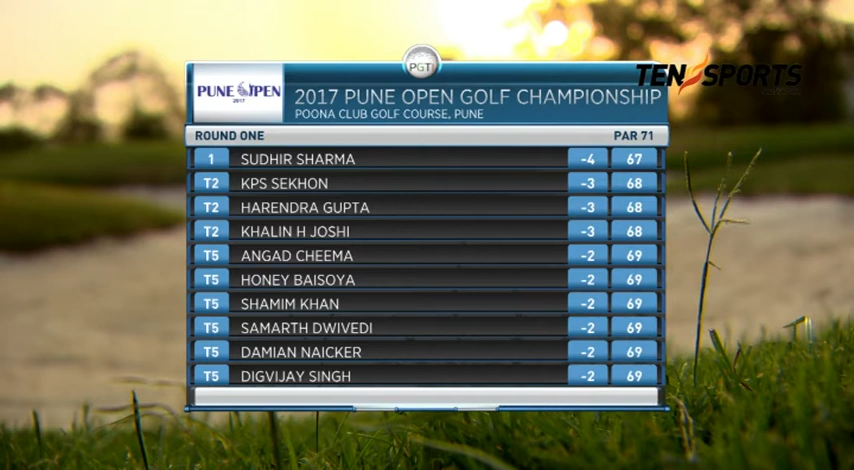 PGT
TEN SPORTS
PUNE OPEN
2017
2017 PUNE OPEN GOLF CHAMPIONSHIP
POONA CLUB GOLF COURSE, PUNE
ROUND ONE PAR 71
1 SUDHIR SHARMA -4 67
T2 KPS SEKHON -3 68
T2 HARENDRA GUPTA -3 68
T2 KHALIN H JOSHI -3 68
T5 ANGAD CHEEMA -2 69
T5 HONEY BAISOYA -2 69
T5 SHAMIM KHAN -2 69
T5 SAMARTH DWIVEDI -2 69
T5 DAMIAN NAICKER -2 69
T5 DIGVIJAY SINGH -2 69